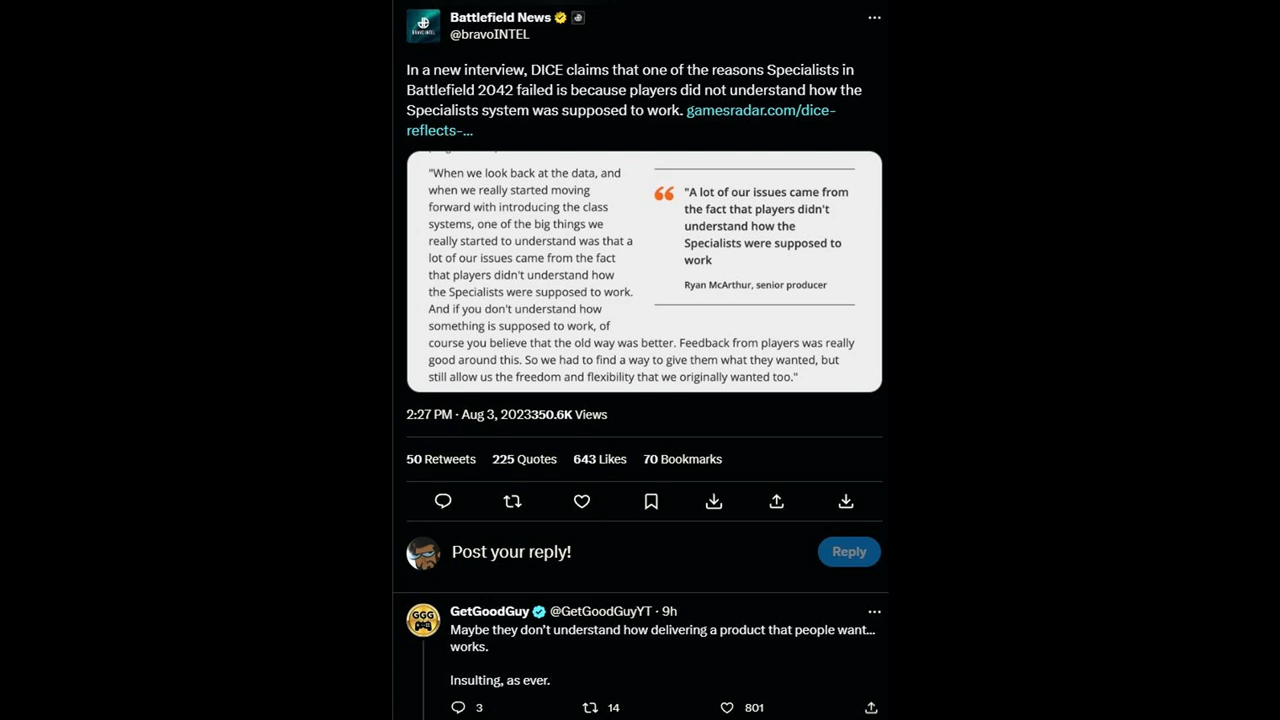 Battlefield News
@bravoINTEL
In a new interview, DICE claims that one of the reasons Specialists in
Battlefield 2042 failed is because players did not understand how the
Specialists system was supposed to work. gamesradar.com/dice-
reflects-...
"When we look back at the data, and
when we really started moving
forward with introducing the class
systems, one of the big things we
really started to understand was that a
lot of our issues came from the fact
that players didn't understand how
the Specialists were supposed to work.
And if you don't understand how
something is supposed to work, of
course you believe that the old way was better. Feedback from players was really
good around this. So we had to find a way to give them what they wanted, but
still allow us the freedom and flexibility that we originally wanted too."
"A lot of our issues came from
the fact that players didn't
understand how the
Specialists were supposed to
work
Ryan McArthur, senior producer
2:27 PM · Aug 3, 2023350.6K Views
50 Retweets 225 Quotes 643 Likes 70 Bookmarks
Post your reply!
Reply
GGG
GetGoodGuy @GetGoodGuyYT · 9h
Maybe they don't understand how delivering a product that people want...
works.
Insulting, as ever.
3 14 801